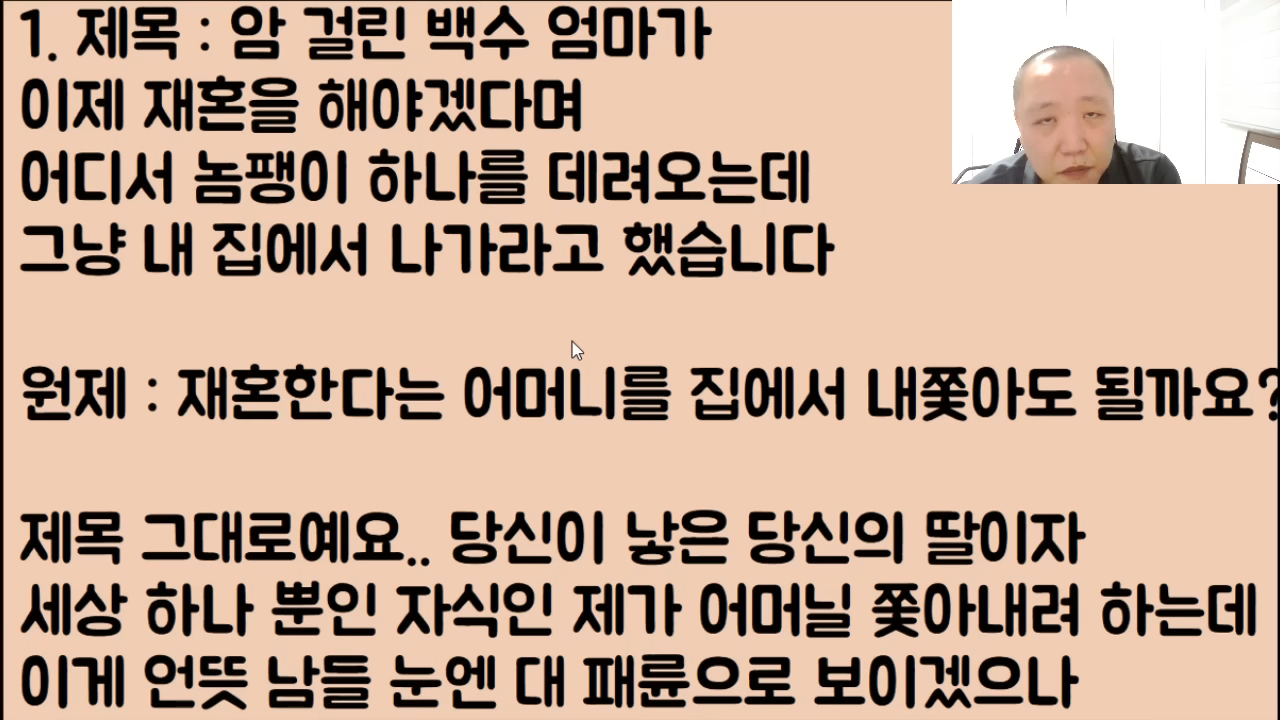 1. 제목 : 암 걸린 백수 엄마가
이제 재혼을 해야겠다며
어디서 놈팽이 하나를 데려오는데
그냥 내 집에서 나가라고 했습니다
원제 : 재혼한다는 어머니를 집에서 내쫓아도 될까요?
제목 그대로예요.. 당신이 낳은 당신의 딸이자
세상 하나 뿐인 자식인 제가 어머닐 쫓아내려 하는데
이게 언뜻 남들 눈엔 대 패륜으로 보이겠으나